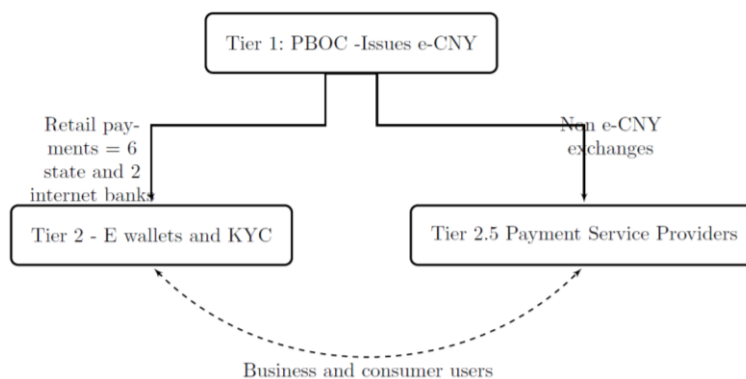 Tier 1: PBOC -Issues e-CNY
Retail pay-
ments = 6
state and 2
internet banks
Non e-CNY
exchanges
Tier 2 - E wallets and KYC
Tier 2.5 Payment Service Providers
Business and consumer users